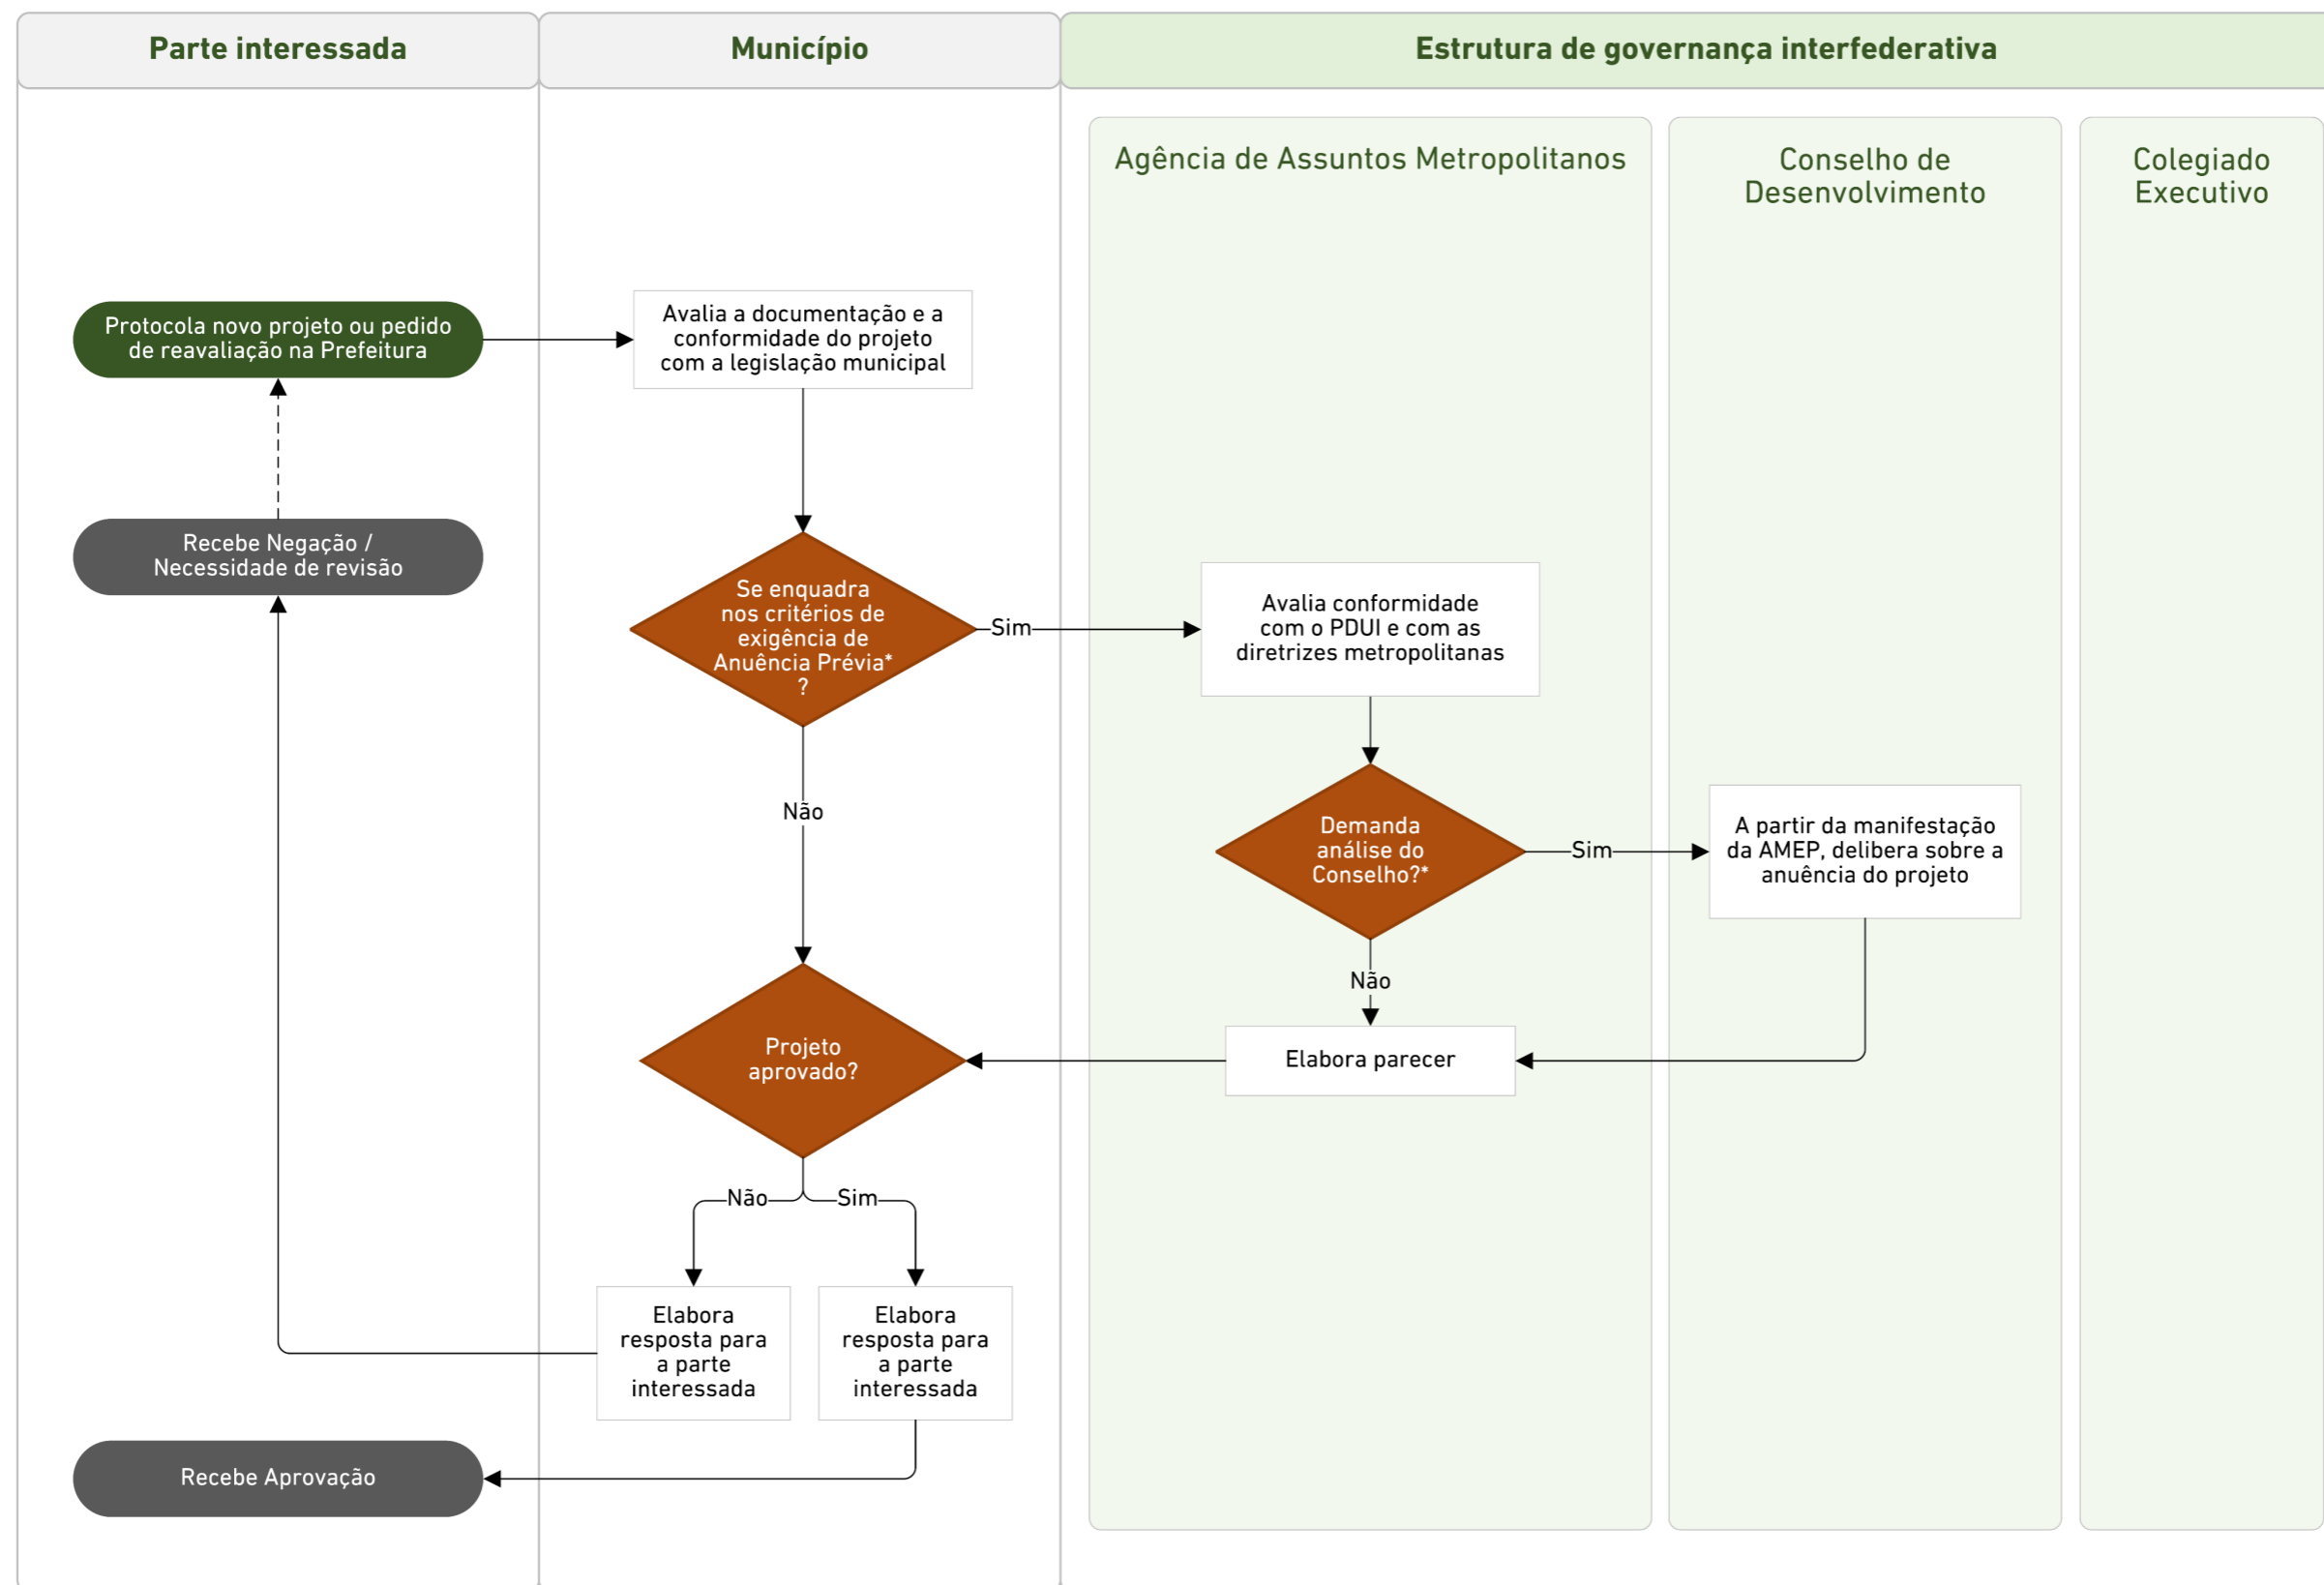 Parte interessada
Município
Estrutura de governança interfederativa
Agência de Assuntos Metropolitanos
Conselho de
Desenvolvimento
Colegiado
Executivo
Protocola novo projeto ou pedido
de reavaliação na Prefeitura
Avalia a documentação e a
conformidade do projeto
com a legislação municipal
Recebe Negação /
Necessidade de revisão
Se enquadra
nos critérios de
exigência de
Anuência Prévia*
?
Sim
Avalia conformidade
com o PDUI e com as
diretrizes metropolitanas
Não
Demanda
análise do
Conselho?*
Sim
A partir da manifestação
da AMEP, delibera sobre a
anuência do projeto
Não
Projeto
aprovado?
Elabora parecer
Não
Sim
Elabora
resposta para
a parte
interessada
Elabora
resposta para
a parte
interessada
Recebe Aprovação